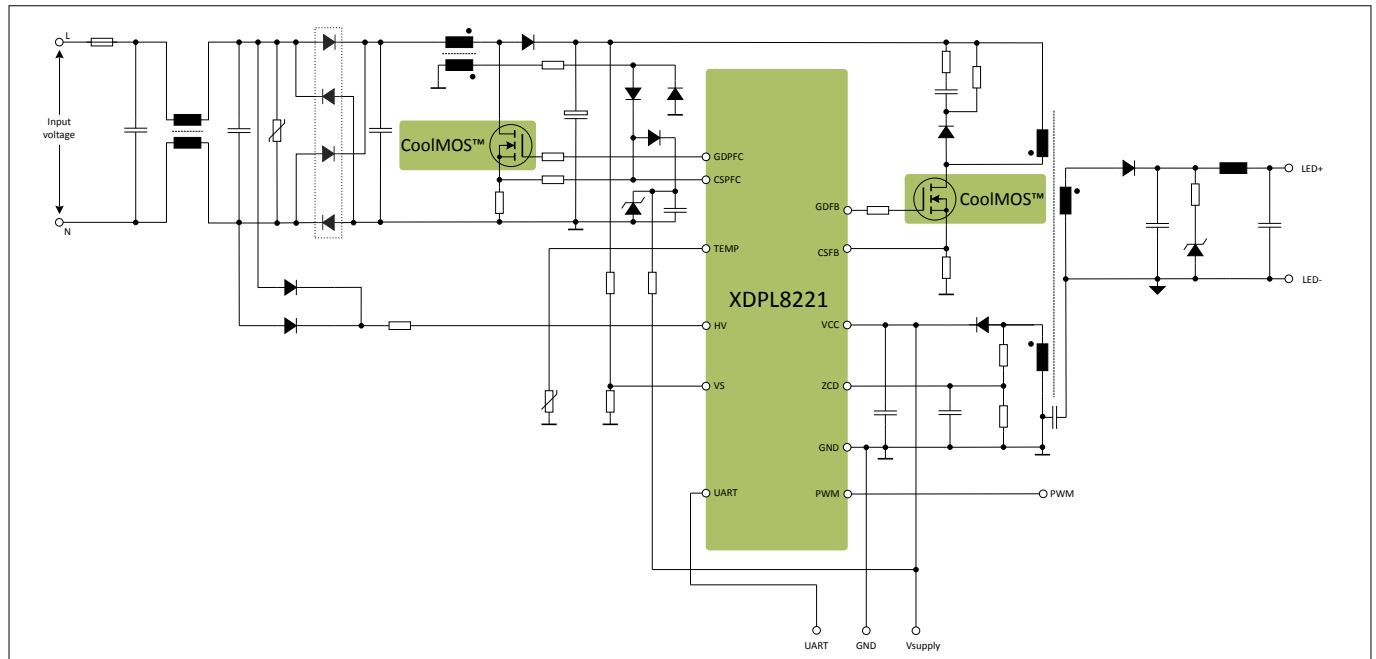 L
Input
voltage
N
CoolMOS™
GDPFC
CSPFC
TEMP
HV
VS
UART
XDPL8221
GDFB
CSFB
VCC
ZCD
GND
PWM
CoolMOS™
LED+
LED-
PWM
UART
GND
Vsupply